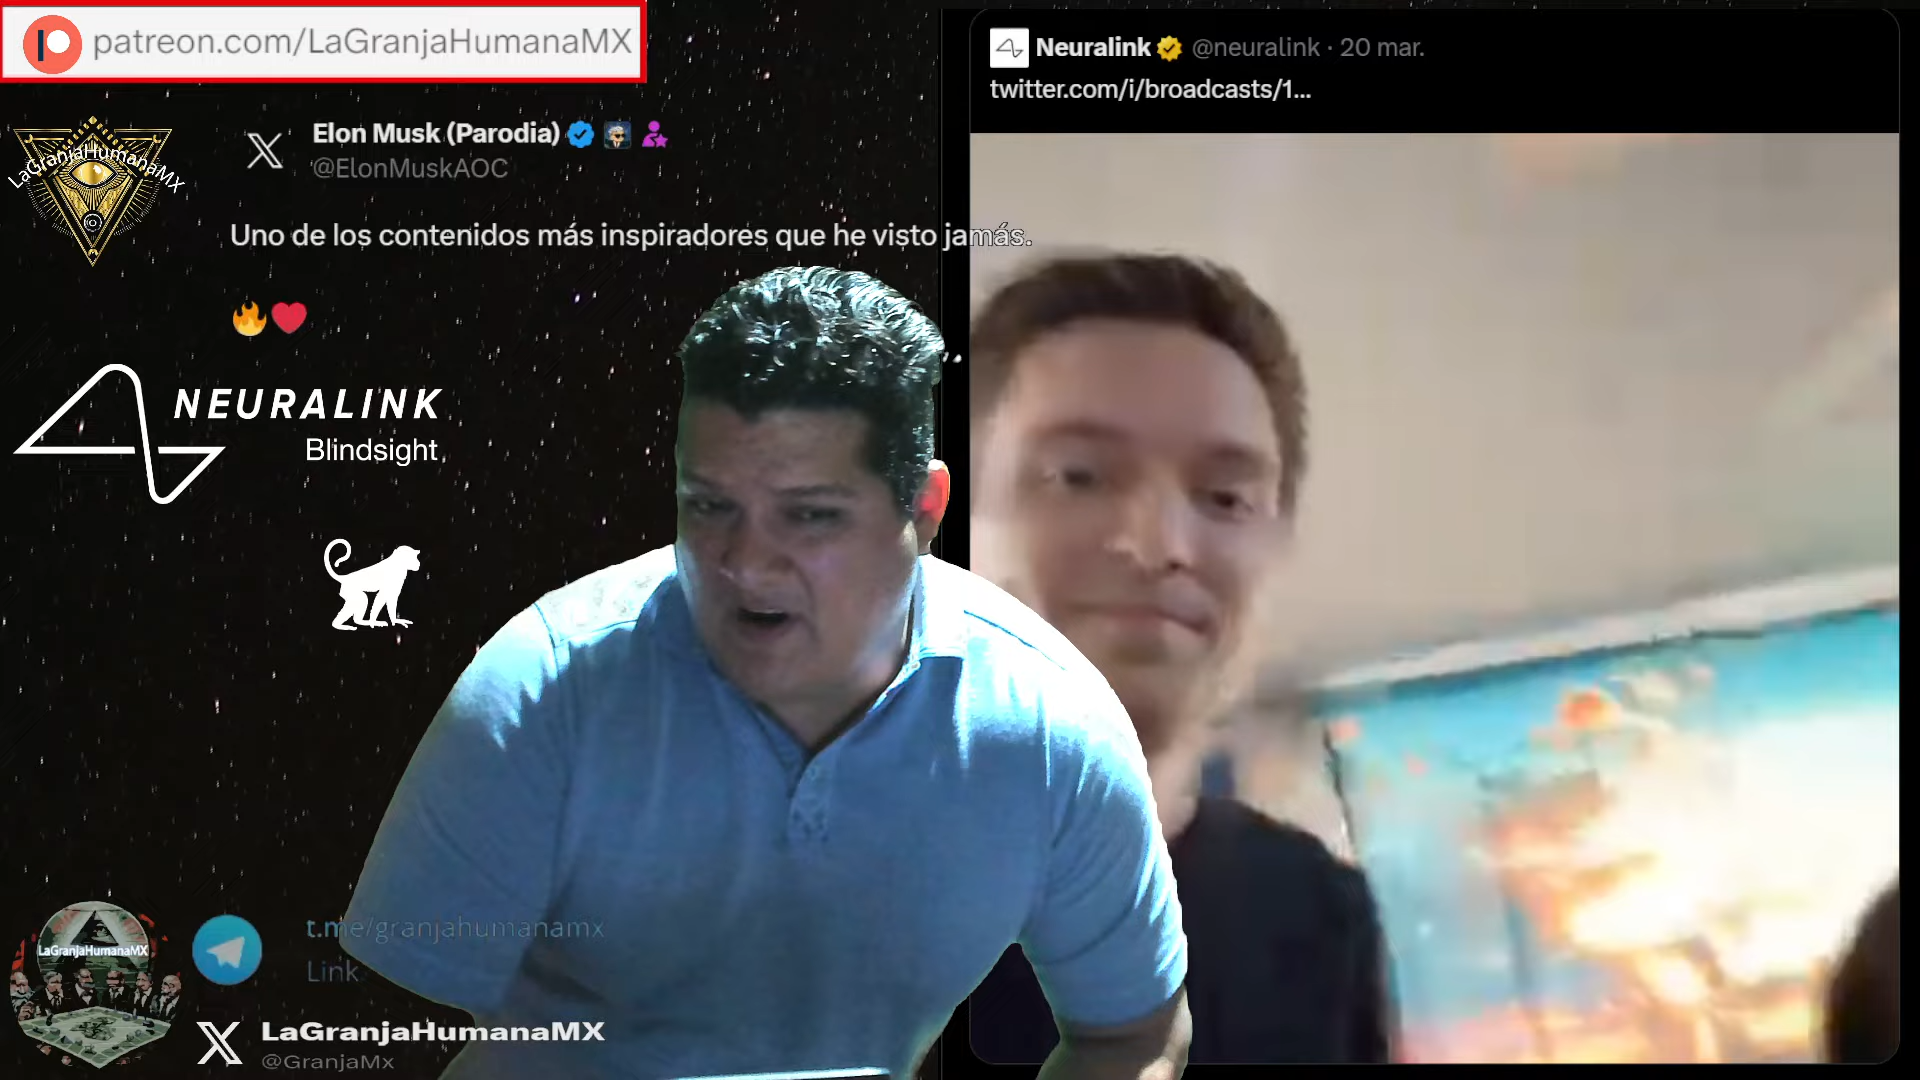 patreon.com/LaGranjaHumanaMX
LaGranjaHumanaMX
Elon Musk (Parodia)
@ElonMuskAOC
Uno de los contenidos más inspiradores que he visto jamás.
NEURALINK
Blindsight
LaGranjaHumanaMX
t.me/granjahumanamx
Link
LaGranjaHumanaMX
@GranjaMx
Neuralink @neuralink · 20 mar.
twitter.com/i/broadcasts/1...